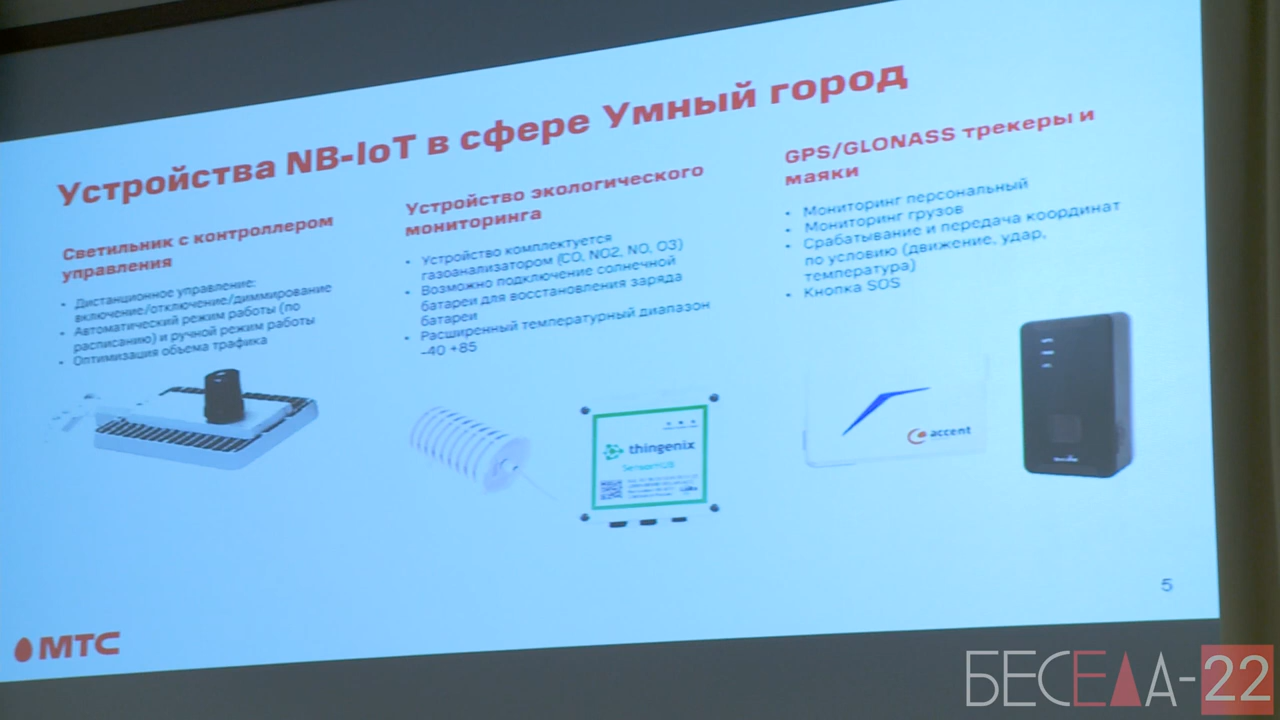 Устройства NB-IoT в сфере Умный город
Светильник с контроллером
управления
• Дистанционное управление:
включение/отключение/диммирование
• Автоматический режим работы (по
расписанию) и ручной режим работы
• Оптимизация объема трафика
Устройство экологического
мониторинга
• Устройство комплектуется
газоанализатором (CO, NO2, NO, O3)
• Возможно подключение солнечной
батареи для восстановления заряда
батареи
• Расширенный температурный диапазон
-40 +85
GPS/GLONASS трекеры и
маяки
• Мониторинг персональный
• Мониторинг грузов
• Срабатывание и передача координат
по условию (движение, удар,
температура)
• Кнопка SOS
thingenix
accent
5
МТС
БЕСЕДА-22